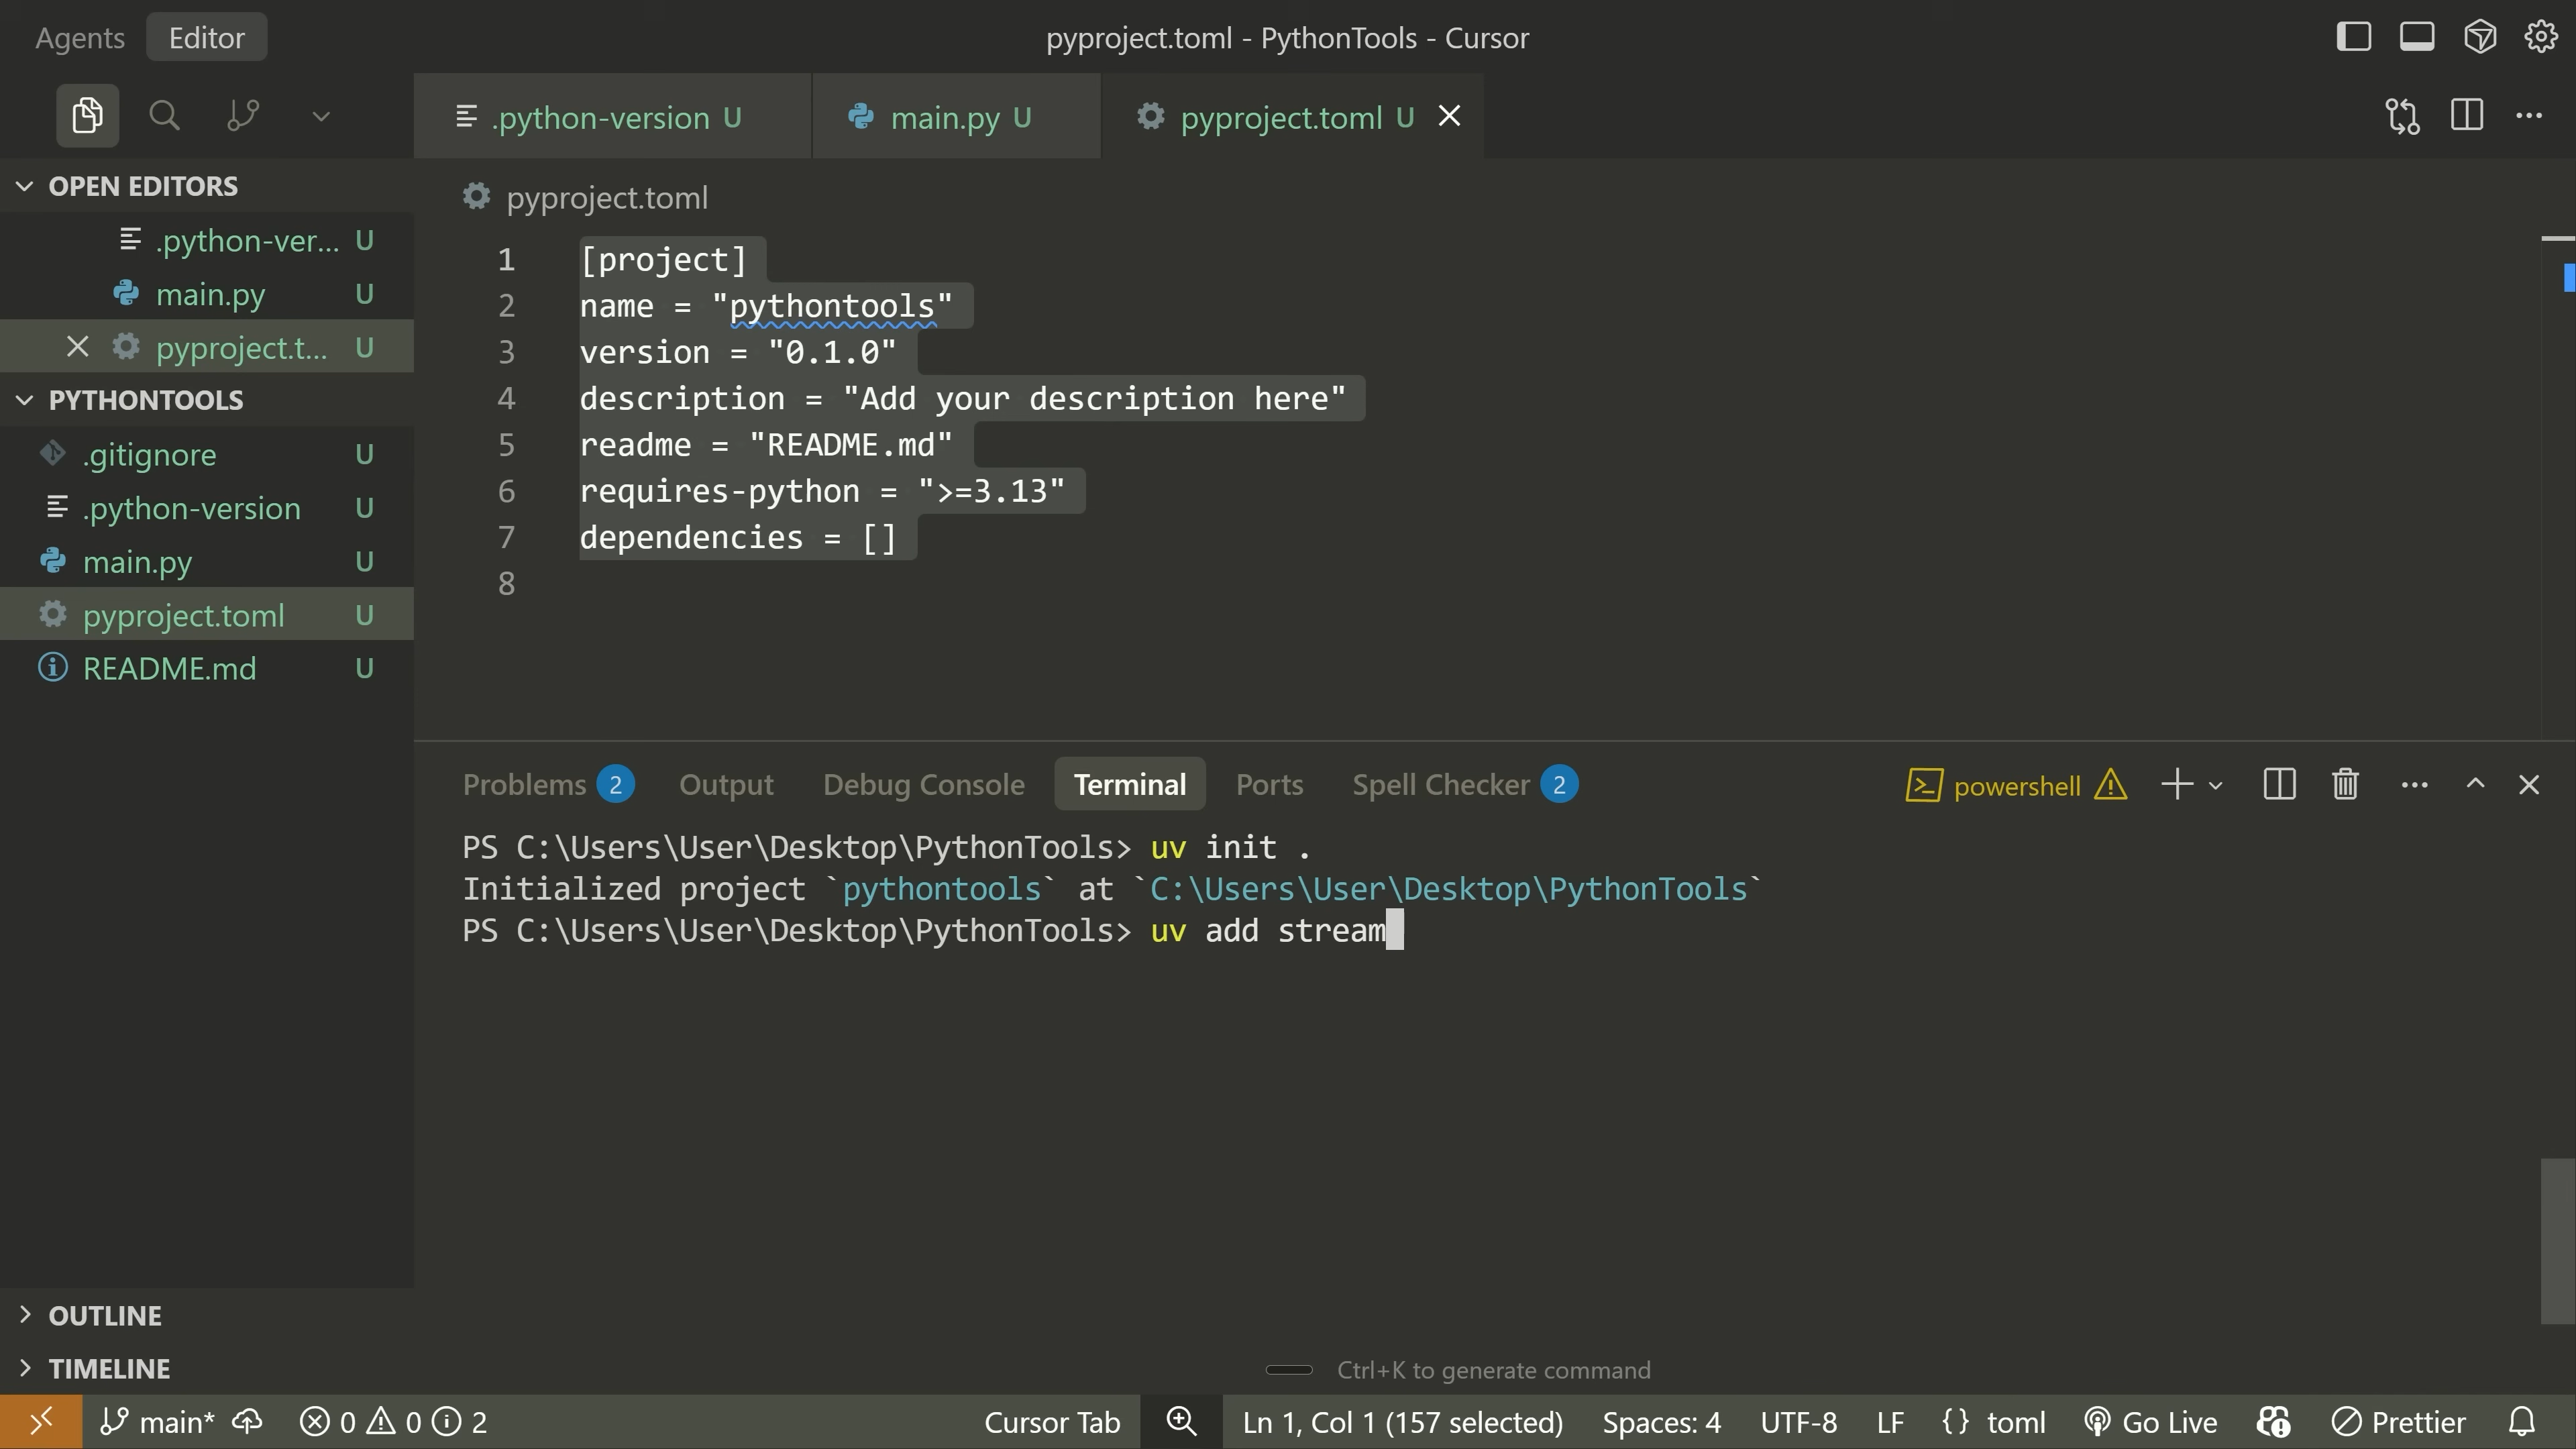 Agents Editor pyproject.toml - PythonTools - Cursor
.python-version U main.py U pyproject.toml U
OPEN EDITORS
.python-ver... U
main.py U
pyproject.t... U
PYTHONTOOLS
.gitignore U
.python-version U
main.py U
pyproject.toml U
README.md U
OUTLINE
TIMELINE
pyproject.toml
1 [project]
2 name = "pythontools"
3 version = "0.1.0"
4 description = "Add your description here"
5 readme = "README.md"
6 requires-python = ">=3.13"
7 dependencies = []
8
Problems 2 Output Debug Console Terminal Ports Spell Checker 2 powershell
PS C:\Users\User\Desktop\PythonTools> uv init .
Initialized project `pythontools` at `C:\Users\User\Desktop\PythonTools`
PS C:\Users\User\Desktop\PythonTools> uv add stream
Ctrl+K to generate command
main* 0 0 2 Cursor Tab Ln 1, Col 1 (157 selected) Spaces: 4 UTF-8 LF {} toml Go Live Prettier